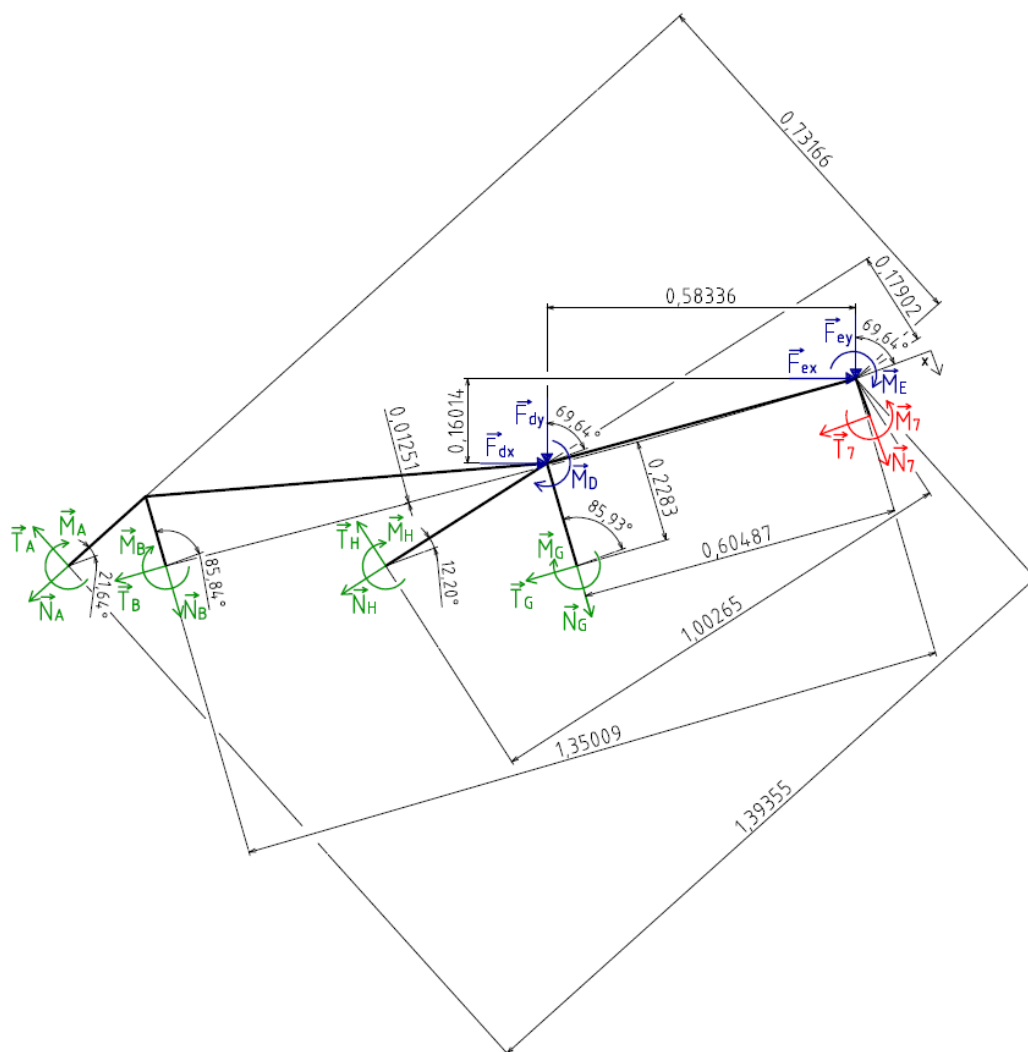 0,73166
0,17902
0,58336
69,64°
F⃗ey
x
F⃗ex
M⃗E
0,16014
F⃗dy
69,64°
M⃗7
0,01251
F⃗dx
T⃗7
N⃗7
M⃗D
0,2283
T⃗A
M⃗A
M⃗B
T⃗H
M⃗H
85,93°
0,60487
85,84°
M⃗G
N⃗A
21,64°
T⃗B
N⃗B
N⃗H
12,20°
T⃗G
N⃗G
1,00265
1,35009
1,39355